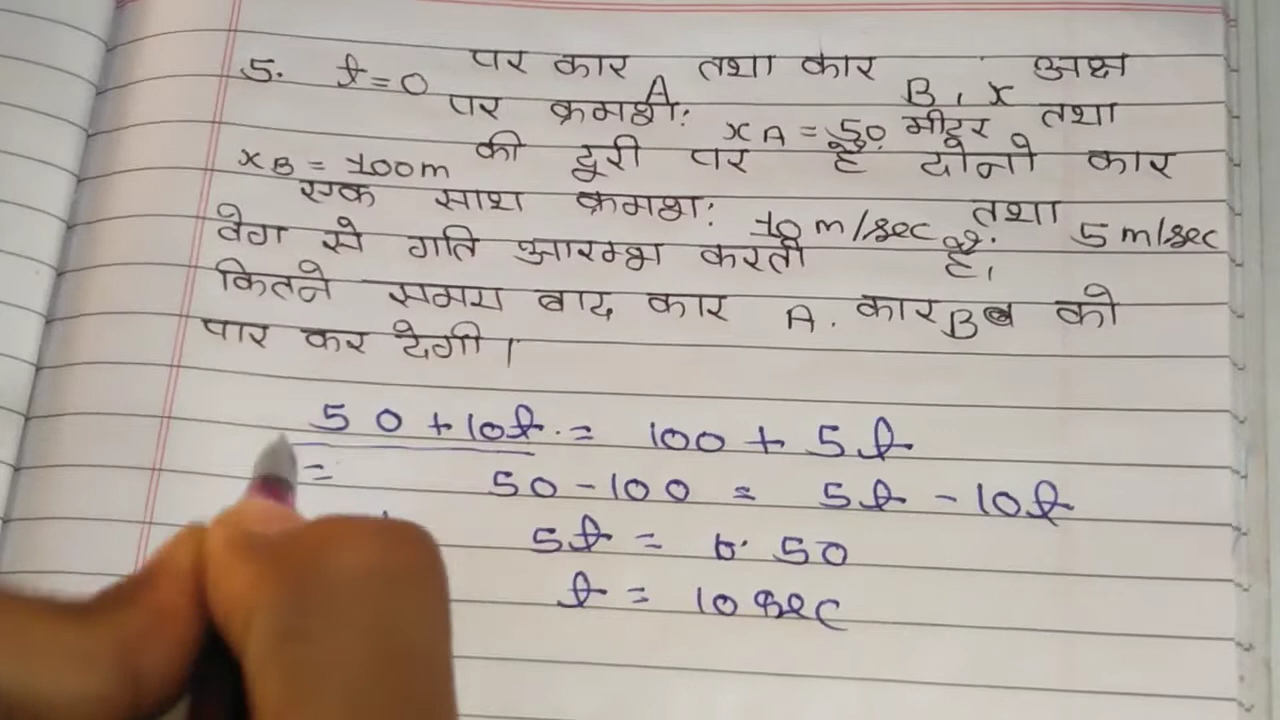 5. t=0 पर कार A तथा कार B, x अक्ष
पर क्रमशः xA = 50 मीटर तथा
xB = 100m की दूरी पर है दोनो कार
एक साथ क्रमशः 10 m/sec तथा 5 m/sec
वेग से गति आरम्भ करती है।
कितने समय बाद कार A. कार B को
पार कर देगी।
50 + 10t = 100 + 5t
= 50 - 100 = 5t - 10t
5t = 50
t = 10 sec